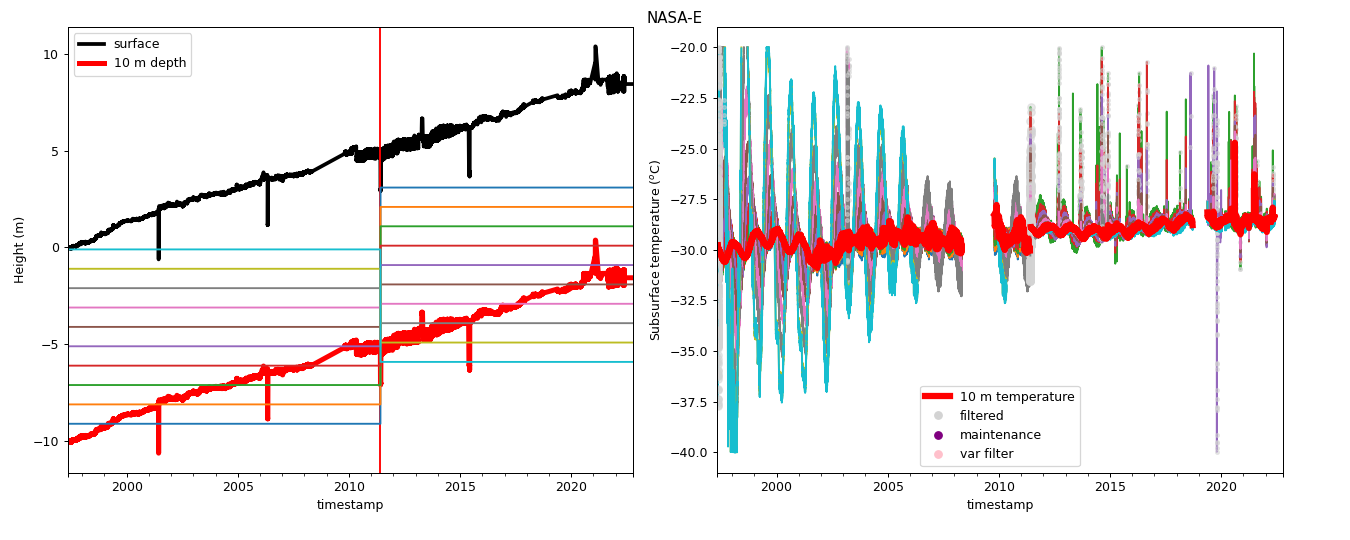 NASA-E
surface
10 m depth
Height (m)
10
5
0
−5
−10
2000
2005
2010
2015
2020
timestamp
Subsurface temperature (°C)
−20.0
−22.5
−25.0
−27.5
−30.0
−32.5
−35.0
−37.5
−40.0
10 m temperature
filtered
maintenance
var filter
2000
2005
2010
2015
2020
timestamp